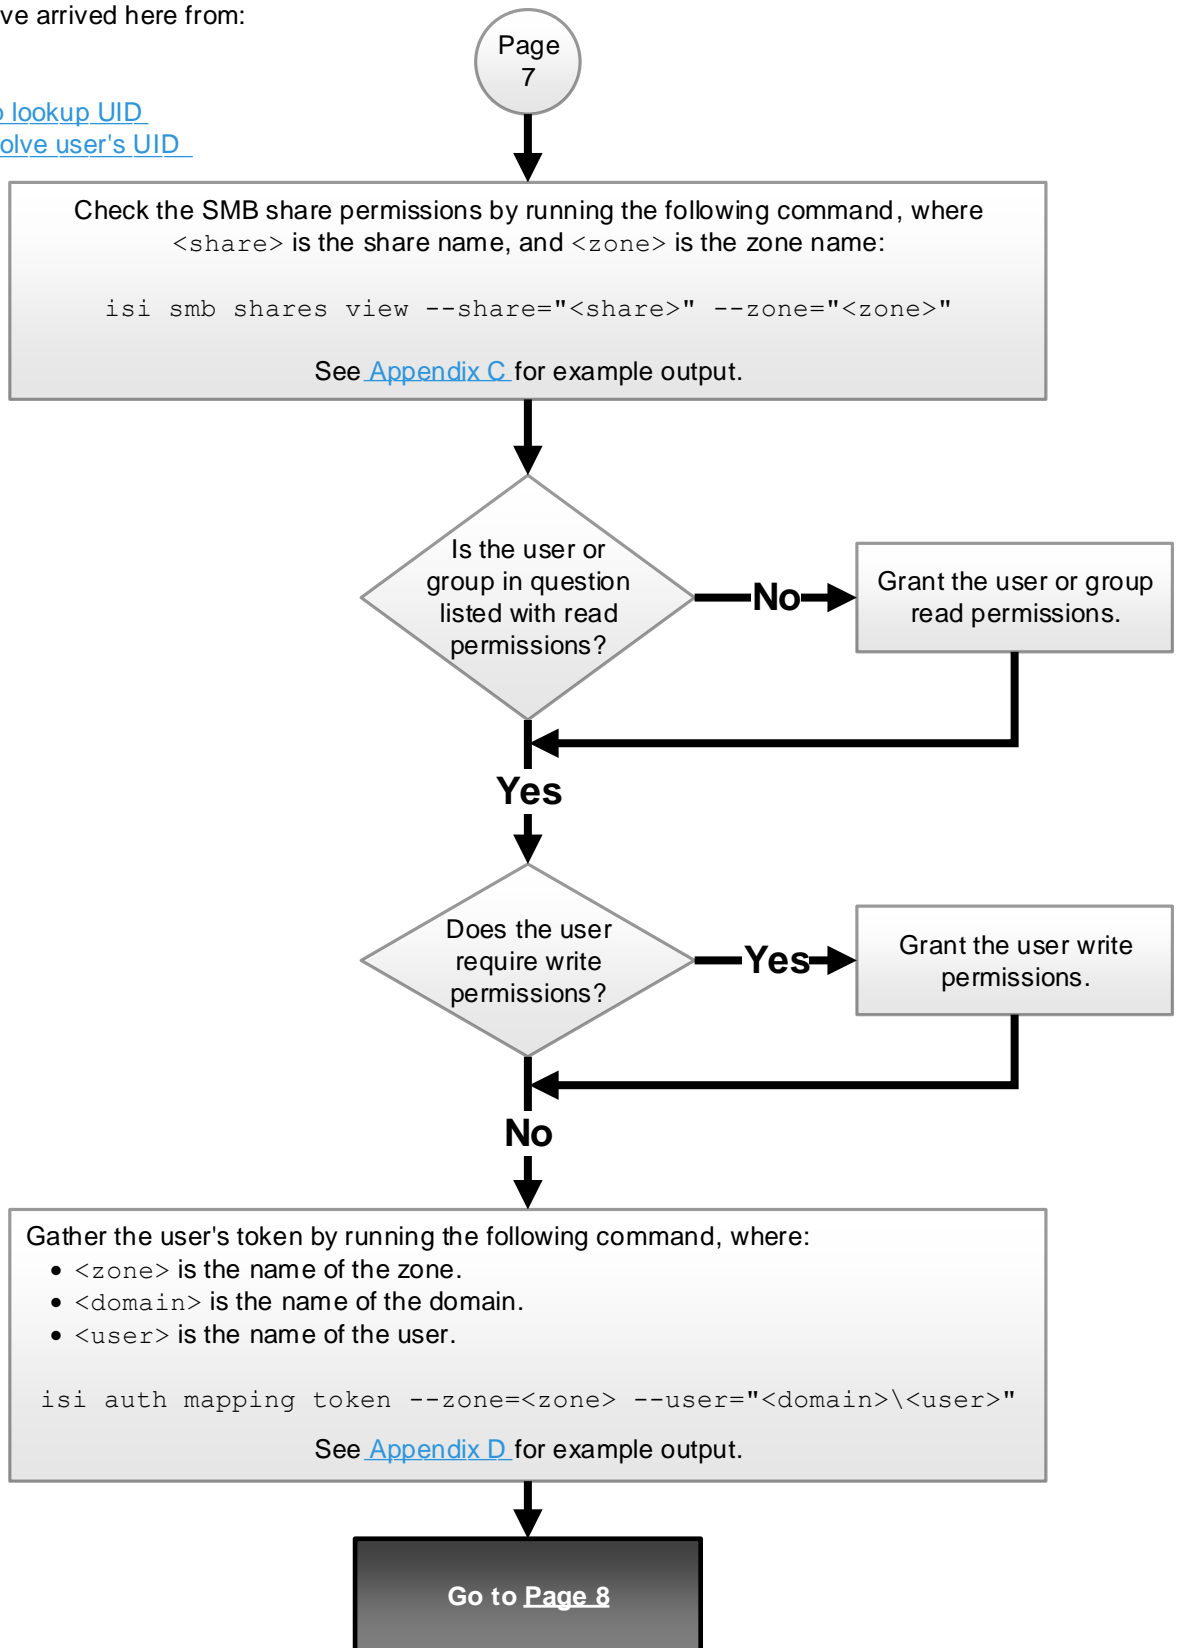 ve arrived here from:
Page
7
o lookup UID
olve user's UID
Check the SMB share permissions by running the following command, where
<share> is the share name, and <zone> is the zone name:
isi smb shares view --share="<share>" --zone="<zone>"
See Appendix C for example output.
Is the user or
group in question
listed with read
permissions?
No
Grant the user or group
read permissions.
Yes
Does the user
require write
permissions?
Yes
Grant the user write
permissions.
No
Gather the user's token by running the following command, where:
• <zone> is the name of the zone.
• <domain> is the name of the domain.
• <user> is the name of the user.
isi auth mapping token --zone=<zone> --user="<domain>\<user>"
See Appendix D for example output.
Go to Page 8